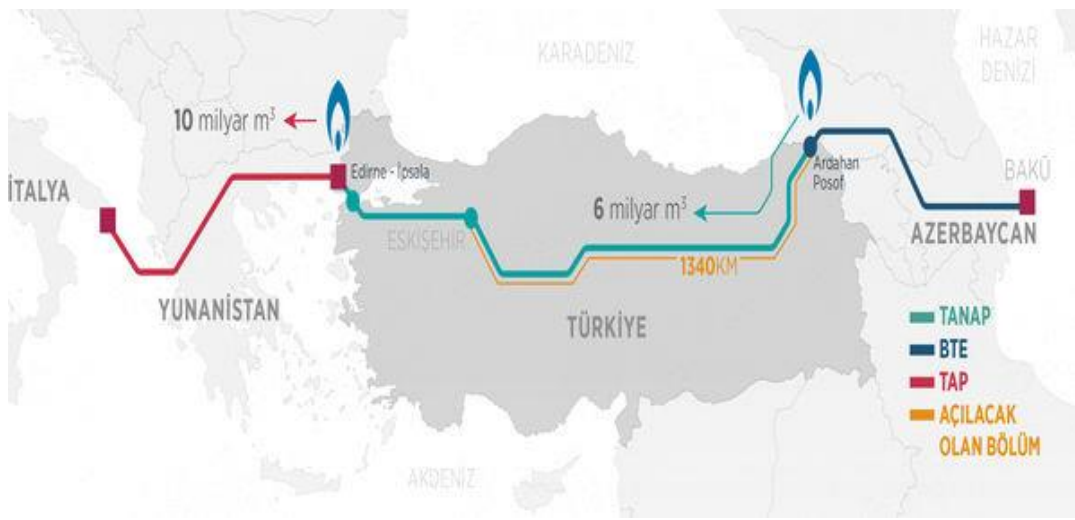 KARADENİZ
HAZAR
DENİZİ
10 milyar m³
Edirne - İpsala
Ardahan
Posof
BAKÜ
İTALYA
6 milyar m³
AZERBAYCAN
ESKİŞEHİR
1340KM
YUNANİSTAN
TÜRKİYE
TANAP
BTE
TAP
AÇILACAK
OLAN BÖLÜM
AKDENİZ